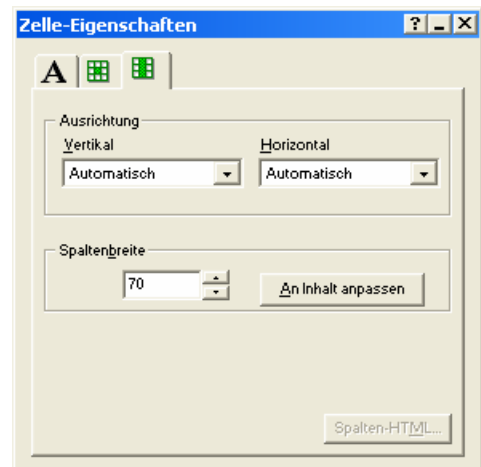 Zelle-Eigenschaften
A
Ausrichtung
Vertikal Horizontal
Automatisch Automatisch
Spaltenbreite
70 An Inhalt anpassen
Spalten-HTML...